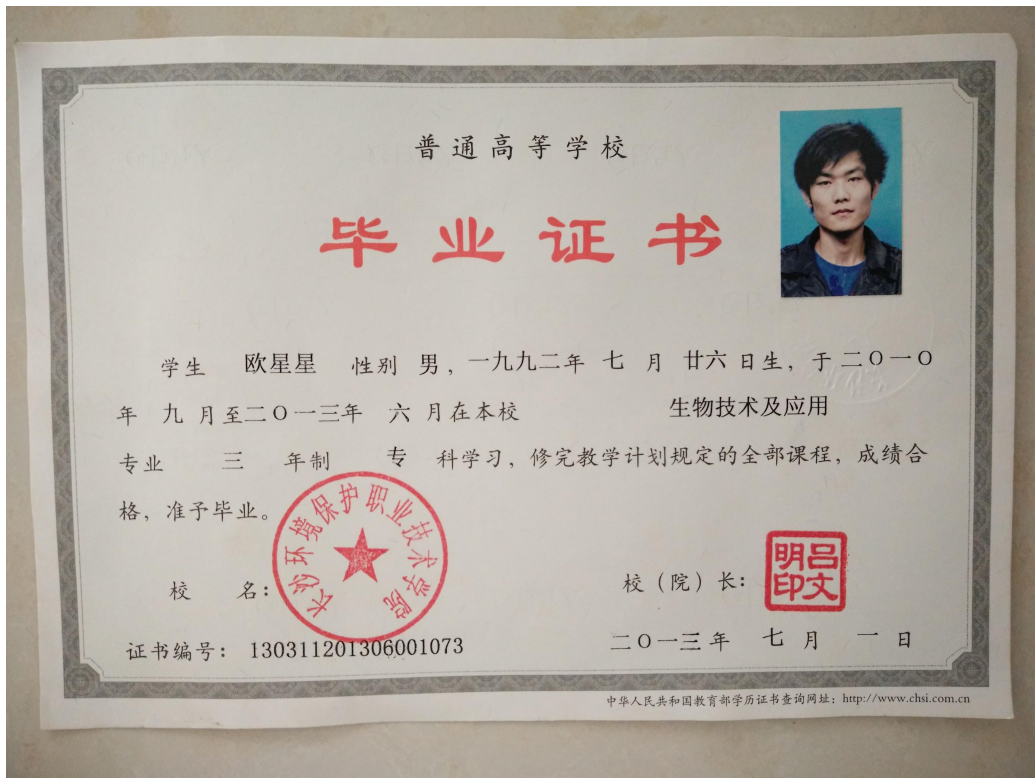 普通高等学校
毕业证书
学生 欧星星 性别 男，一九九二年 七 月 廿六 日生，于 二〇一〇
年 九 月至二〇一三年 六 月在本校 生物技术及应用
专业 三 年制 专 科学习，修完教学计划规定的全部课程，成绩合
格，准予毕业。
长沙环境保护职业技术学院
校 名：
校（院）长：
吕文明印
证书编号： 130311201306001073
二〇一三年 七 月 一 日
中华人民共和国教育部学历证书查询网址：http://www.chsi.com.cn